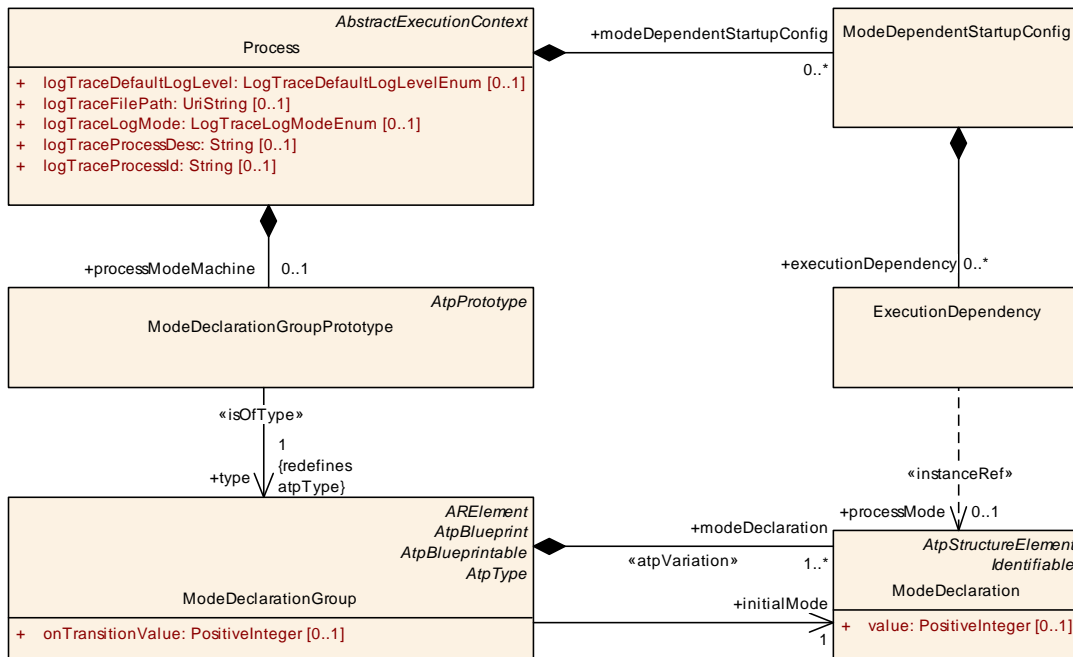 AbstractExecutionContext
Process
+ logTraceDefaultLogLevel: LogTraceDefaultLogLevelEnum [0..1]
+ logTraceFilePath: UriString [0..1]
+ logTraceLogMode: LogTraceLogModeEnum [0..1]
+ logTraceProcessDesc: String [0..1]
+ logTraceProcessId: String [0..1]
+modeDependentStartupConfig
0..*
ModeDependentStartupConfig
+processModeMachine 0..1
+executionDependency 0..*
AtpPrototype
ModeDeclarationGroupPrototype
ExecutionDependency
«isOfType»
+type
1
{redefines
atpType}
«instanceRef»
+processMode 0..1
ARElement
AtpBlueprint
AtpBlueprintable
AtpType
ModeDeclarationGroup
+ onTransitionValue: PositiveInteger [0..1]
+modeDeclaration
«atpVariation» 1..*
+initialMode
1
AtpStructureElement
Identifiable
ModeDeclaration
+ value: PositiveInteger [0..1]